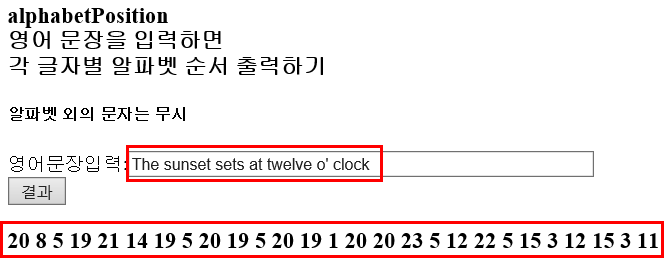 alphabetPosition
영어 문장을 입력하면
각 글자별 알파벳 순서 출력하기
알파벳 외의 문자는 무시
영어문장입력: The sunset sets at twelve o' clock
결과
20 8 5 19 21 14 19 5 20 19 5 20 19 1 20 20 23 5 12 22 5 15 3 12 15 3 11